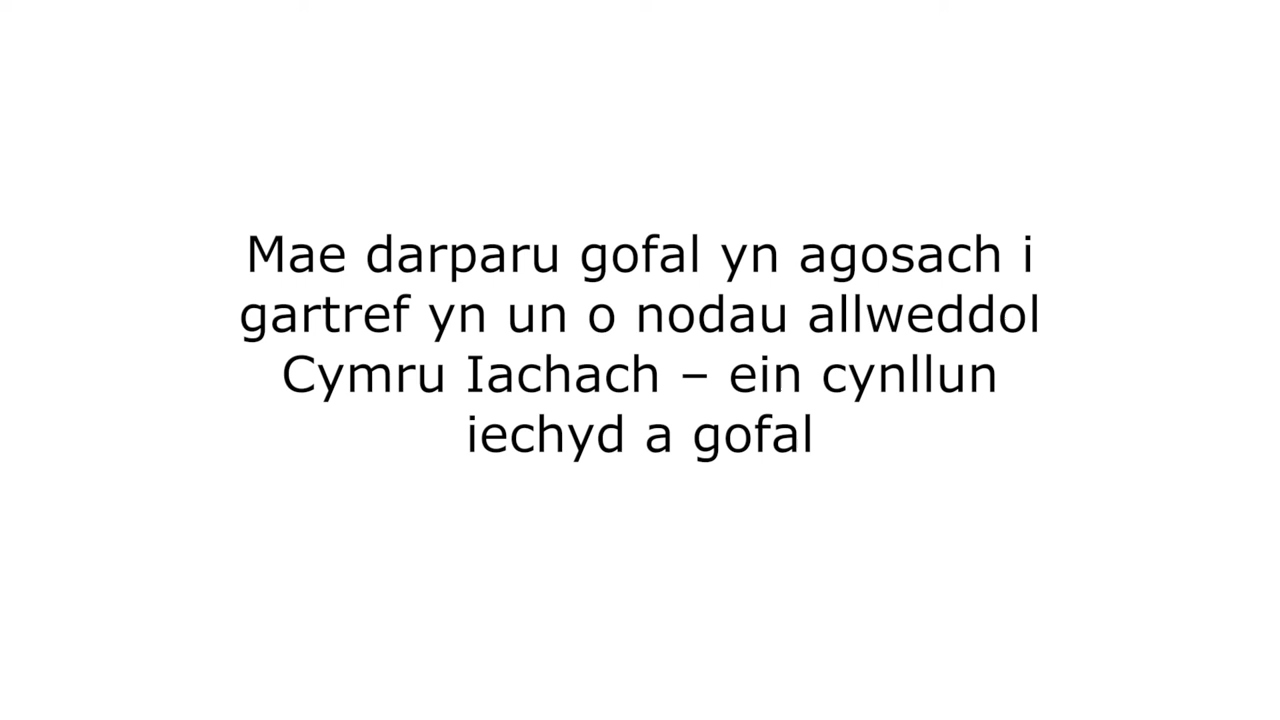 Mae darparu gofal yn agosach i
gartref yn un o nodau allweddol
Cymru Iachach – ein cynllun
iechyd a gofal